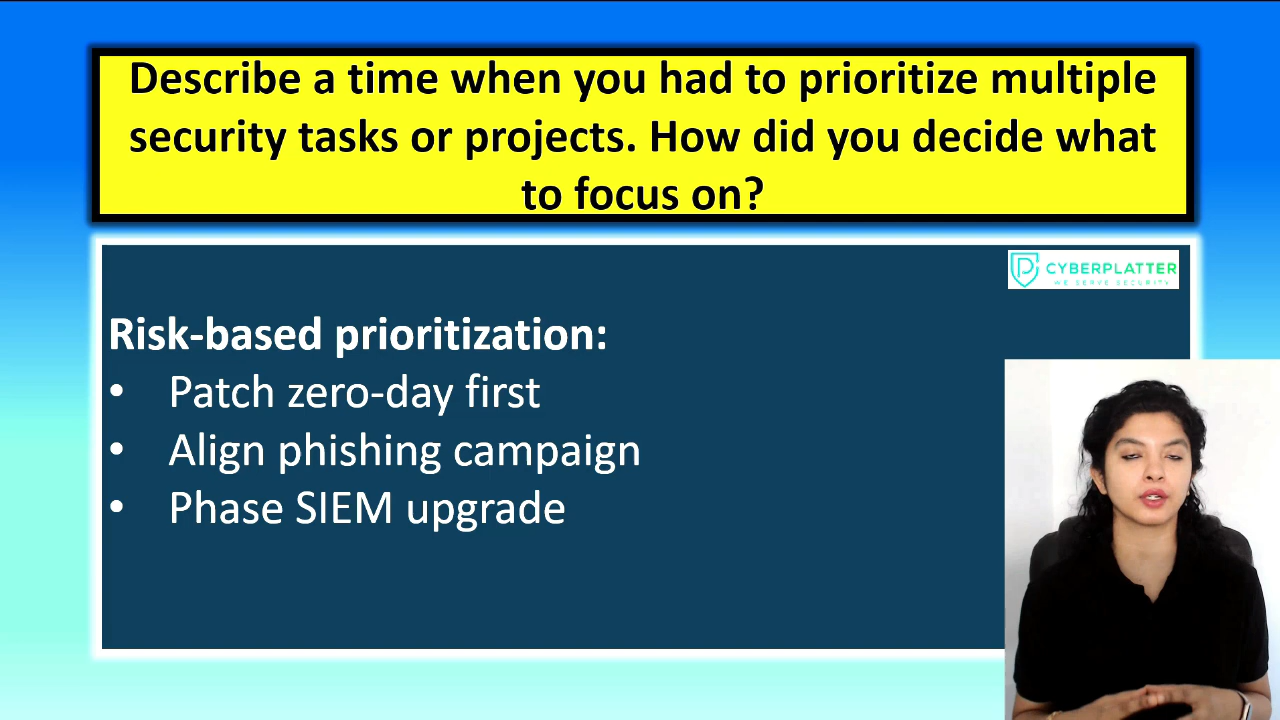 Describe a time when you had to prioritize multiple
security tasks or projects. How did you decide what
to focus on?
CYBERPLATTER
WE SERVE SECURITY
Risk-based prioritization:
• Patch zero-day first
• Align phishing campaign
• Phase SIEM upgrade